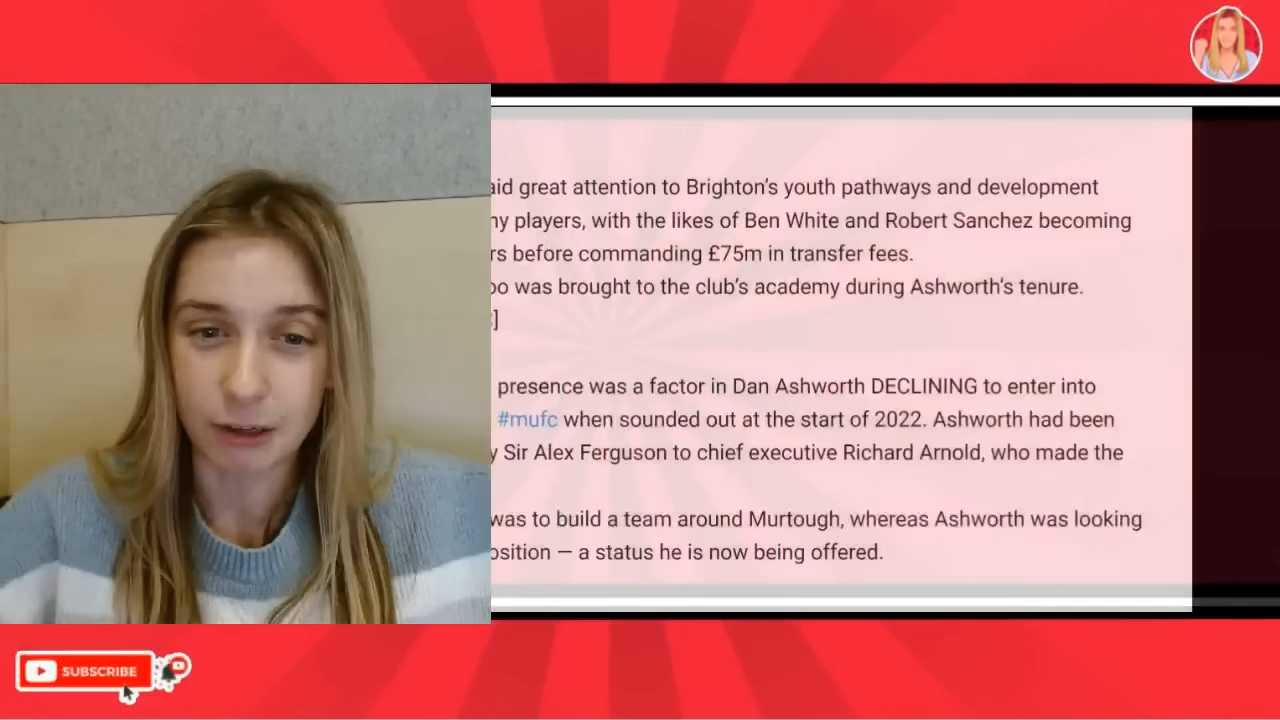 great attention to Brighton's youth pathways and development
players, with the likes of Ben White and Robert Sanchez becoming
before commanding £75m in transfer fees.
was brought to the club's academy during Ashworth's tenure.
]
presence was a factor in Dan Ashworth DECLINING to enter into
#mufc when sounded out at the start of 2022. Ashworth had been
Sir Alex Ferguson to chief executive Richard Arnold, who made the
was to build a team around Murtough, whereas Ashworth was looking
— a status he is now being offered.
SUBSCRIBE